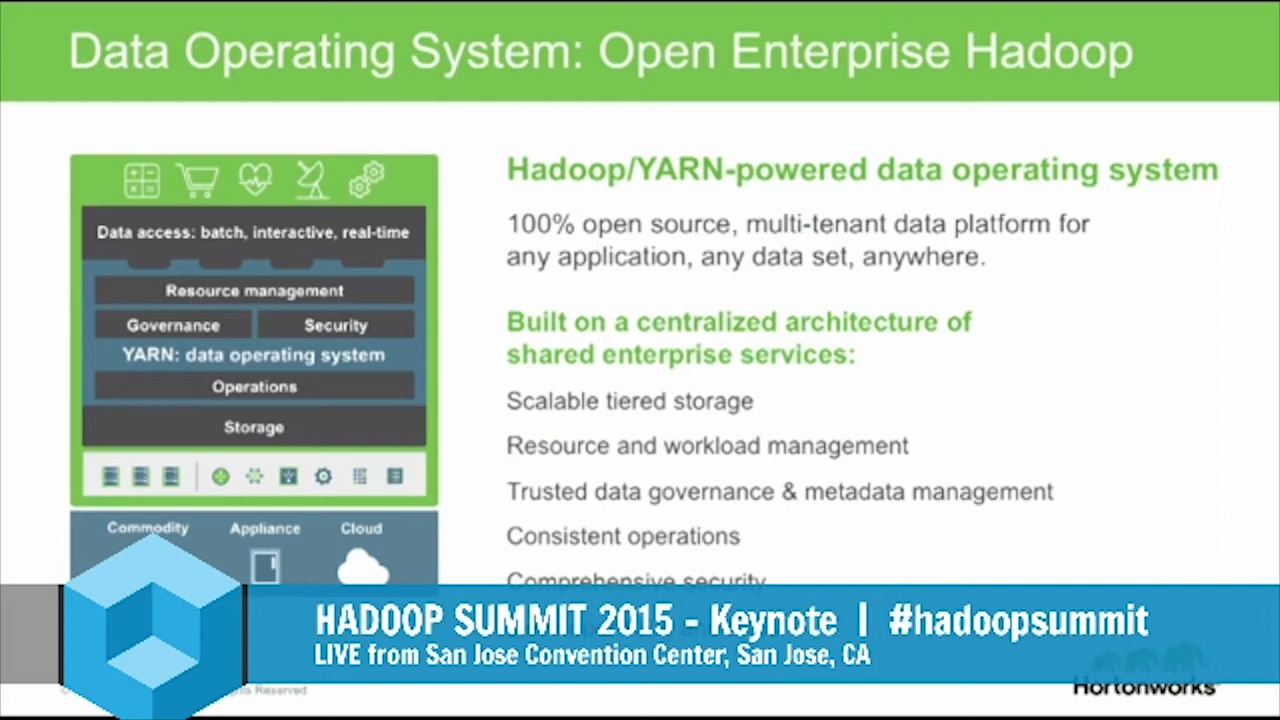 Data Operating System: Open Enterprise Hadoop
Data access: batch, interactive, real-time
Resource management
Governance
Security
YARN: data operating system
Operations
Storage
Commodity
Appliance
Cloud
Hadoop/YARN-powered data operating system
100% open source, multi-tenant data platform for
any application, any data set, anywhere.
Built on a centralized architecture of
shared enterprise services:
Scalable tiered storage
Resource and workload management
Trusted data governance & metadata management
Consistent operations
Comprehensive security
HADOOP SUMMIT 2015 - Keynote | #hadoopsummit
LIVE from San Jose Convention Center, San Jose, CA
Reserved
Hortonworks